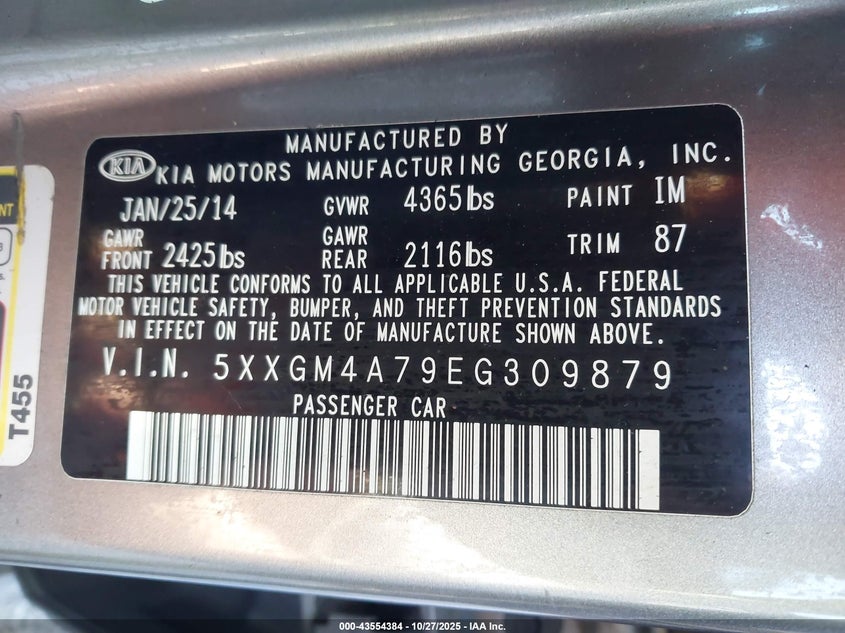 MANUFACTURED BY
KIA KIA MOTORS MANUFACTURING GEORGIA, INC.
JAN/25/14 GVWR 4365lbs PAINT IM
GAWR FRONT 2425lbs GAWR REAR 2116lbs TRIM 87
THIS VEHICLE CONFORMS TO ALL APPLICABLE U.S.A. FEDERAL
MOTOR VEHICLE SAFETY, BUMPER, AND THEFT PREVENTION STANDARDS
IN EFFECT ON THE DATE OF MANUFACTURE SHOWN ABOVE.
V.I.N. 5XXGM4A79EG309879
PASSENGER CAR
T455
000-43554384 - 10/27/2025 - IAA Inc.